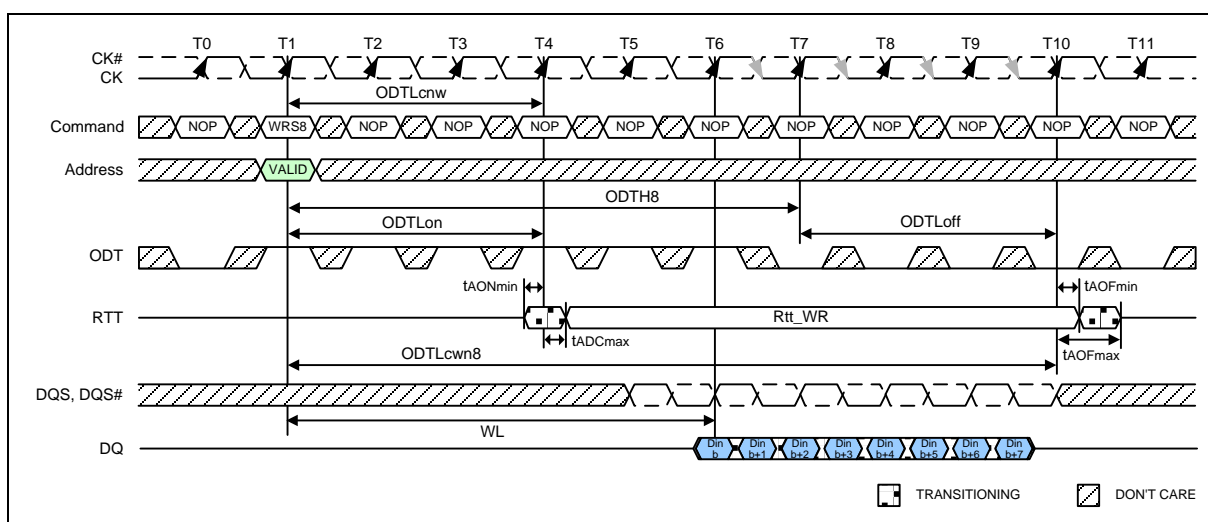 T0 T1 T2 T3 T4 T5 T6 T7 T8 T9 T10 T11
CK#
CK
ODTLcnw
Command NOP WRS8 NOP NOP NOP NOP NOP NOP NOP NOP NOP NOP
Address VALID
ODTH8
ODTLon ODTLoff
ODT
tAONmin tAOFmin
RTT Rtt_WR
tADCmax
ODTLcwn8 tAOFmax
DQS, DQS#
WL
DQ Din b Din b+1 Din b+2 Din b+3 Din b+4 Din b+5 Din b+6 Din b+7
TRANSITIONING DON'T CARE